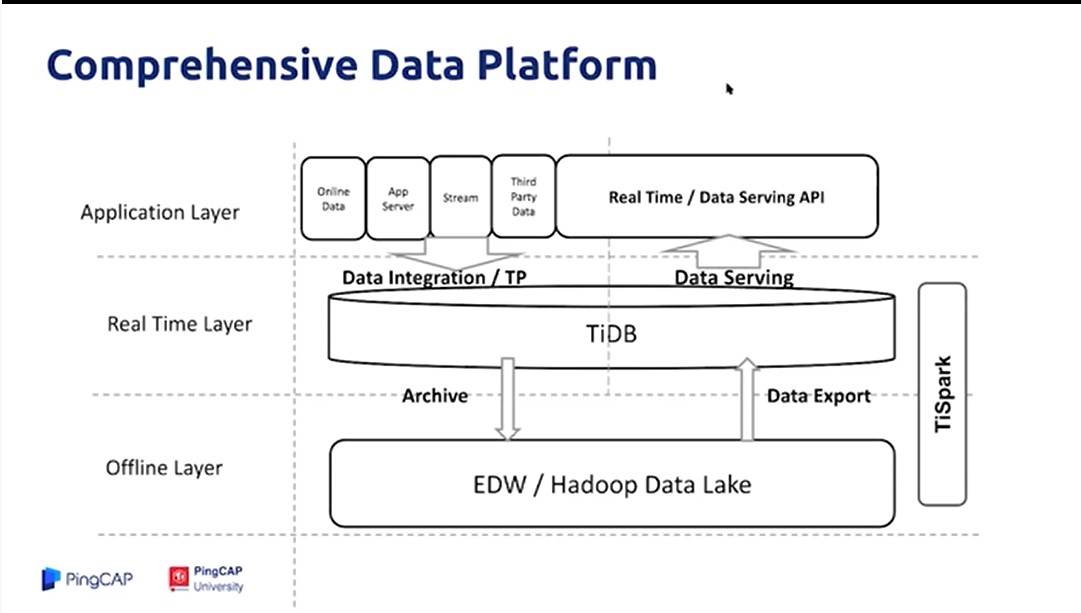 Comprehensive Data Platform
Application Layer
Online
Data
App
Server
Stream
Third
Party
Data
Real Time / Data Serving API
Data Integration / TP
Data Serving
Real Time Layer
TiDB
TiSpark
Archive
Data Export
Offline Layer
EDW / Hadoop Data Lake
PingCAP
PingCAP
University